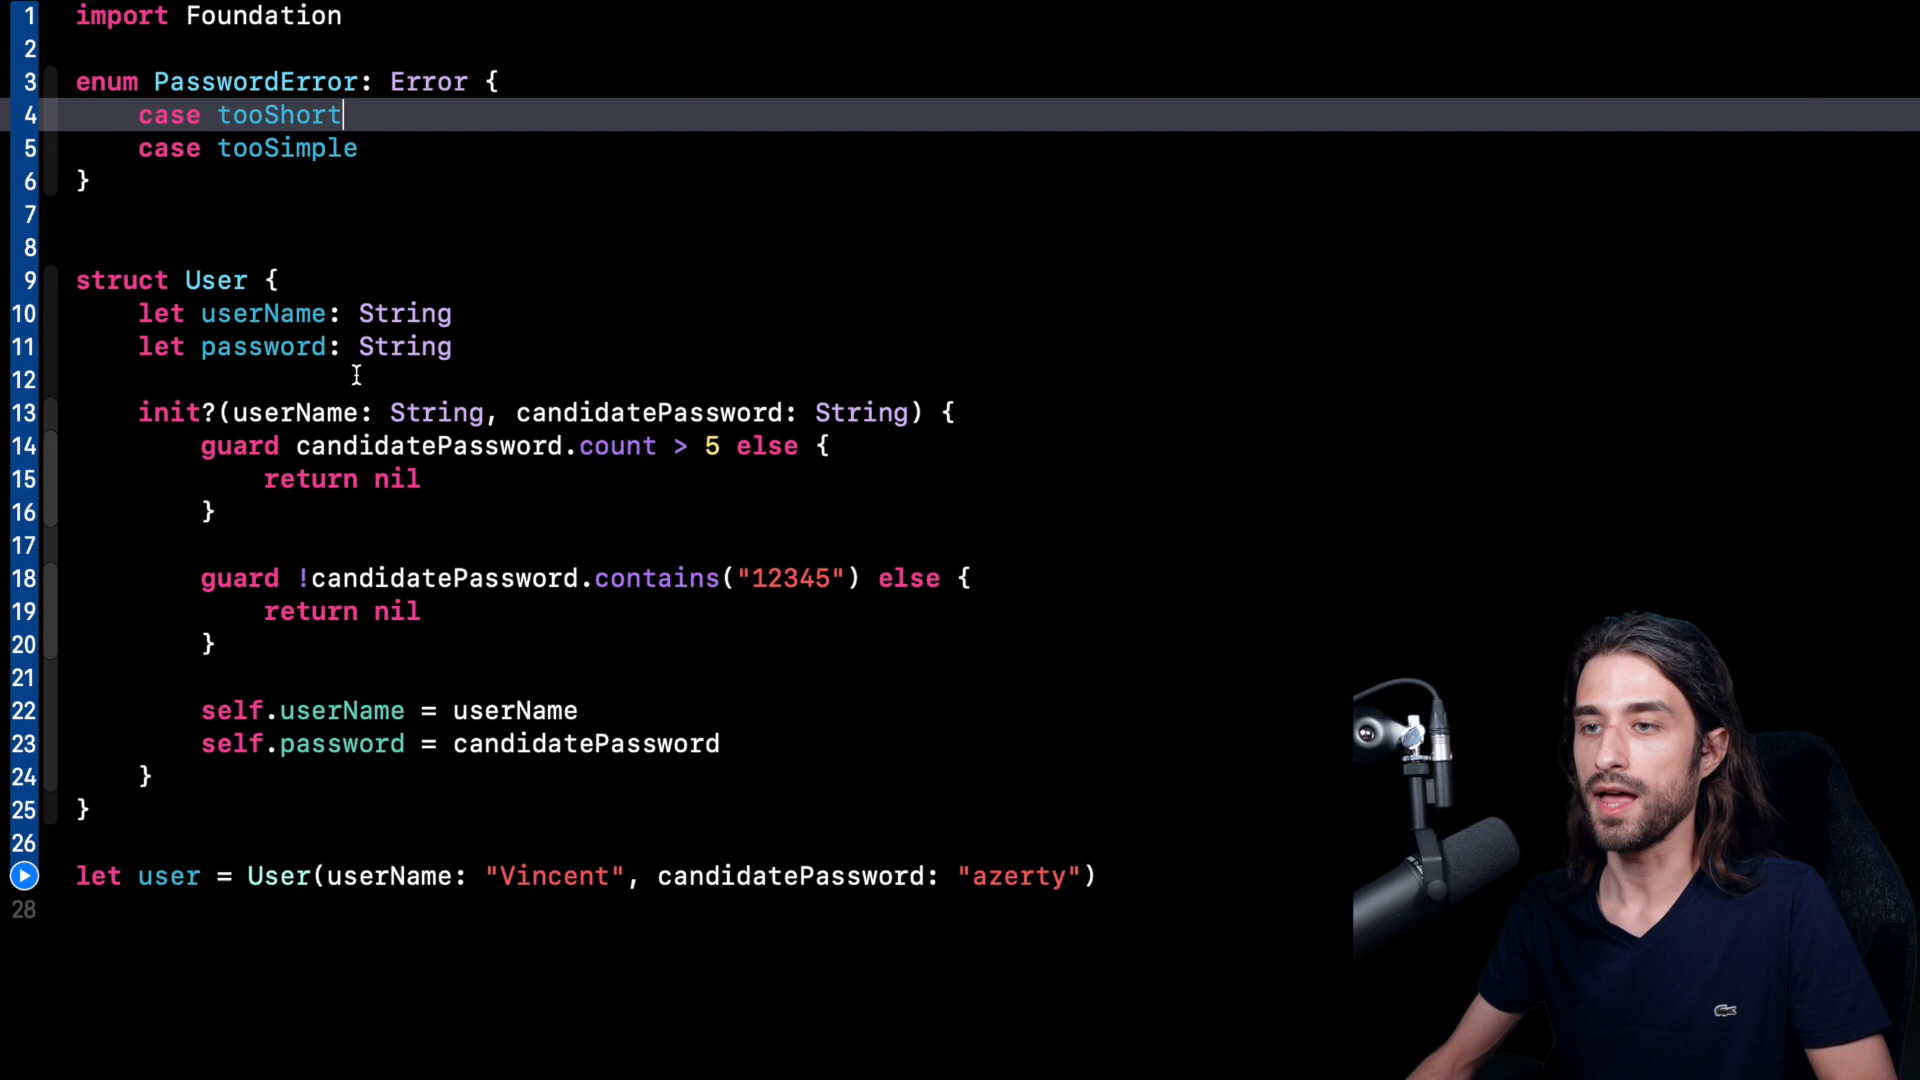 1 import Foundation
2
3 enum PasswordError: Error {
4 case tooShort
5 case tooSimple
6 }
7
8
9 struct User {
10 let userName: String
11 let password: String
12
13 init?(userName: String, candidatePassword: String) {
14 guard candidatePassword.count > 5 else {
15 return nil
16 }
17
18 guard !candidatePassword.contains("12345") else {
19 return nil
20 }
21
22 self.userName = userName
23 self.password = candidatePassword
24 }
25 }
26
let user = User(userName: "Vincent", candidatePassword: "azerty")
28